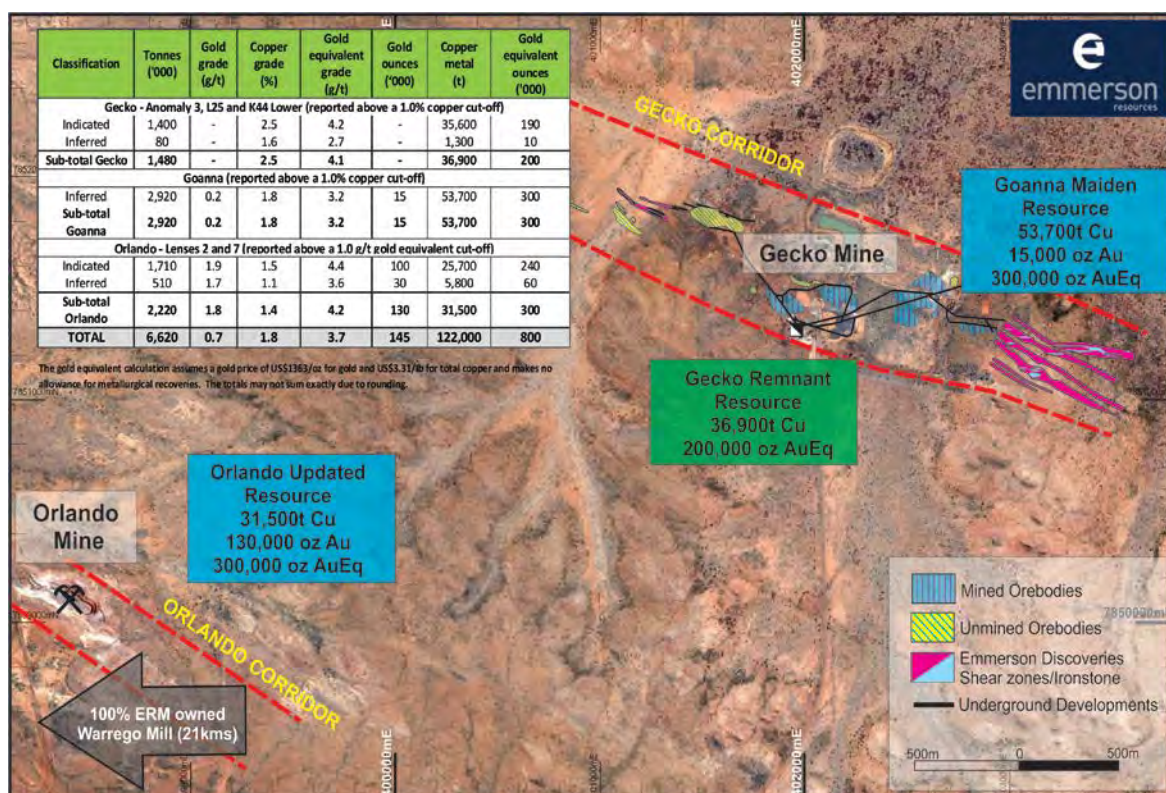 Classification Tonnes ('000) Gold grade (g/t) Copper grade (%) Gold equivalent grade (g/t) Gold ounces ('000) Copper metal (t) Gold equivalent ounces ('000)
Gecko - Anomaly 3, L25 and K44 Lower (reported above a 1.0% copper cut-off)
Indicated 1,400 - 2.5 4.2 - 35,600 190
Inferred 80 - 1.6 2.7 - 1,300 10
Sub-total Gecko 1,480 - 2.5 4.1 - 36,900 200
Goanna (reported above a 1.0% copper cut-off)
Inferred 2,920 0.2 1.8 3.2 15 53,700 300
Sub-total Goanna 2,920 0.2 1.8 3.2 15 53,700 300
Orlando - Lenses 2 and 7 (reported above a 1.0 g/t gold equivalent cut-off)
Indicated 1,710 1.9 1.5 4.4 100 25,700 240
Inferred 510 1.7 1.1 3.6 30 5,800 60
Sub-total Orlando 2,220 1.8 1.4 4.2 130 31,500 300
TOTAL 6,620 0.7 1.8 3.7 145 122,000 800
The gold equivalent calculation assumes a gold price of US$1363/oz for gold and US$3.31/lb for total copper and makes no
allowance for metallurgical recoveries. The totals may not sum exactly due to rounding.
401000mE
402000mE
e
emmerson
resources
GECKO CORRIDOR
Goanna Maiden
Resource
53,700t Cu
15,000 oz Au
300,000 oz AuEq
Gecko Mine
Gecko Remnant
Resource
36,900t Cu
200,000 oz AuEq
7851000mN
Orlando Updated
Resource
31,500t Cu
130,000 oz Au
300,000 oz AuEq
Orlando
Mine
ORLANDO CORRIDOR
100% ERM owned
Warrego Mill (21kms)
Mined Orebodies
Unmined Orebodies
Emmerson Discoveries
Shear zones/Ironstone
Underground Developments
500m 0 500m
7850000m
400000mE
402000mE